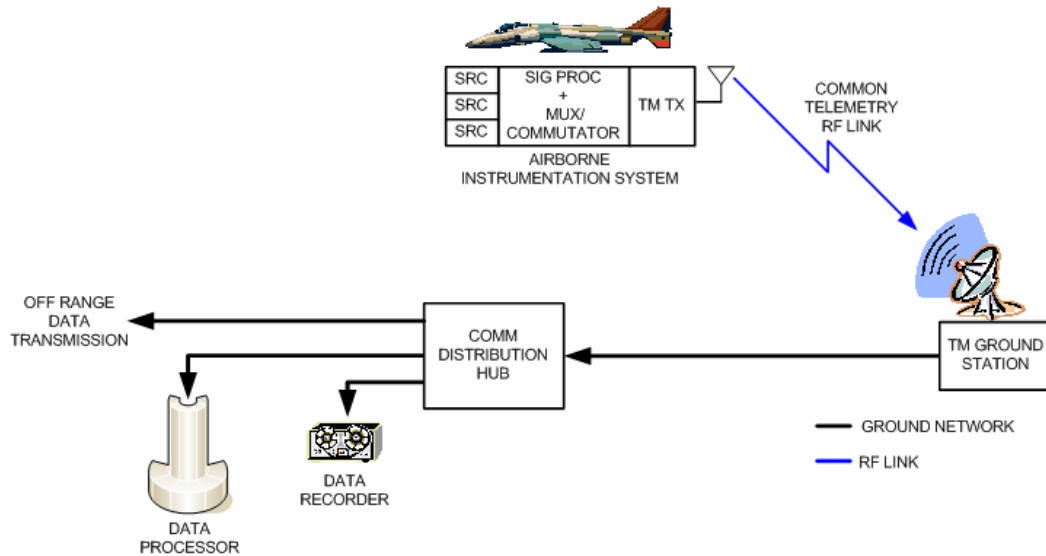 SRC
SRC
SRC
SIG PROC
+
MUX/
COMMUTATOR
TM TX
AIRBORNE
INSTRUMENTATION SYSTEM
COMMON
TELEMETRY
RF LINK
OFF RANGE
DATA
TRANSMISSION
COMM
DISTRIBUTION
HUB
TM GROUND
STATION
DATA
PROCESSOR
DATA
RECORDER
GROUND NETWORK
RF LINK